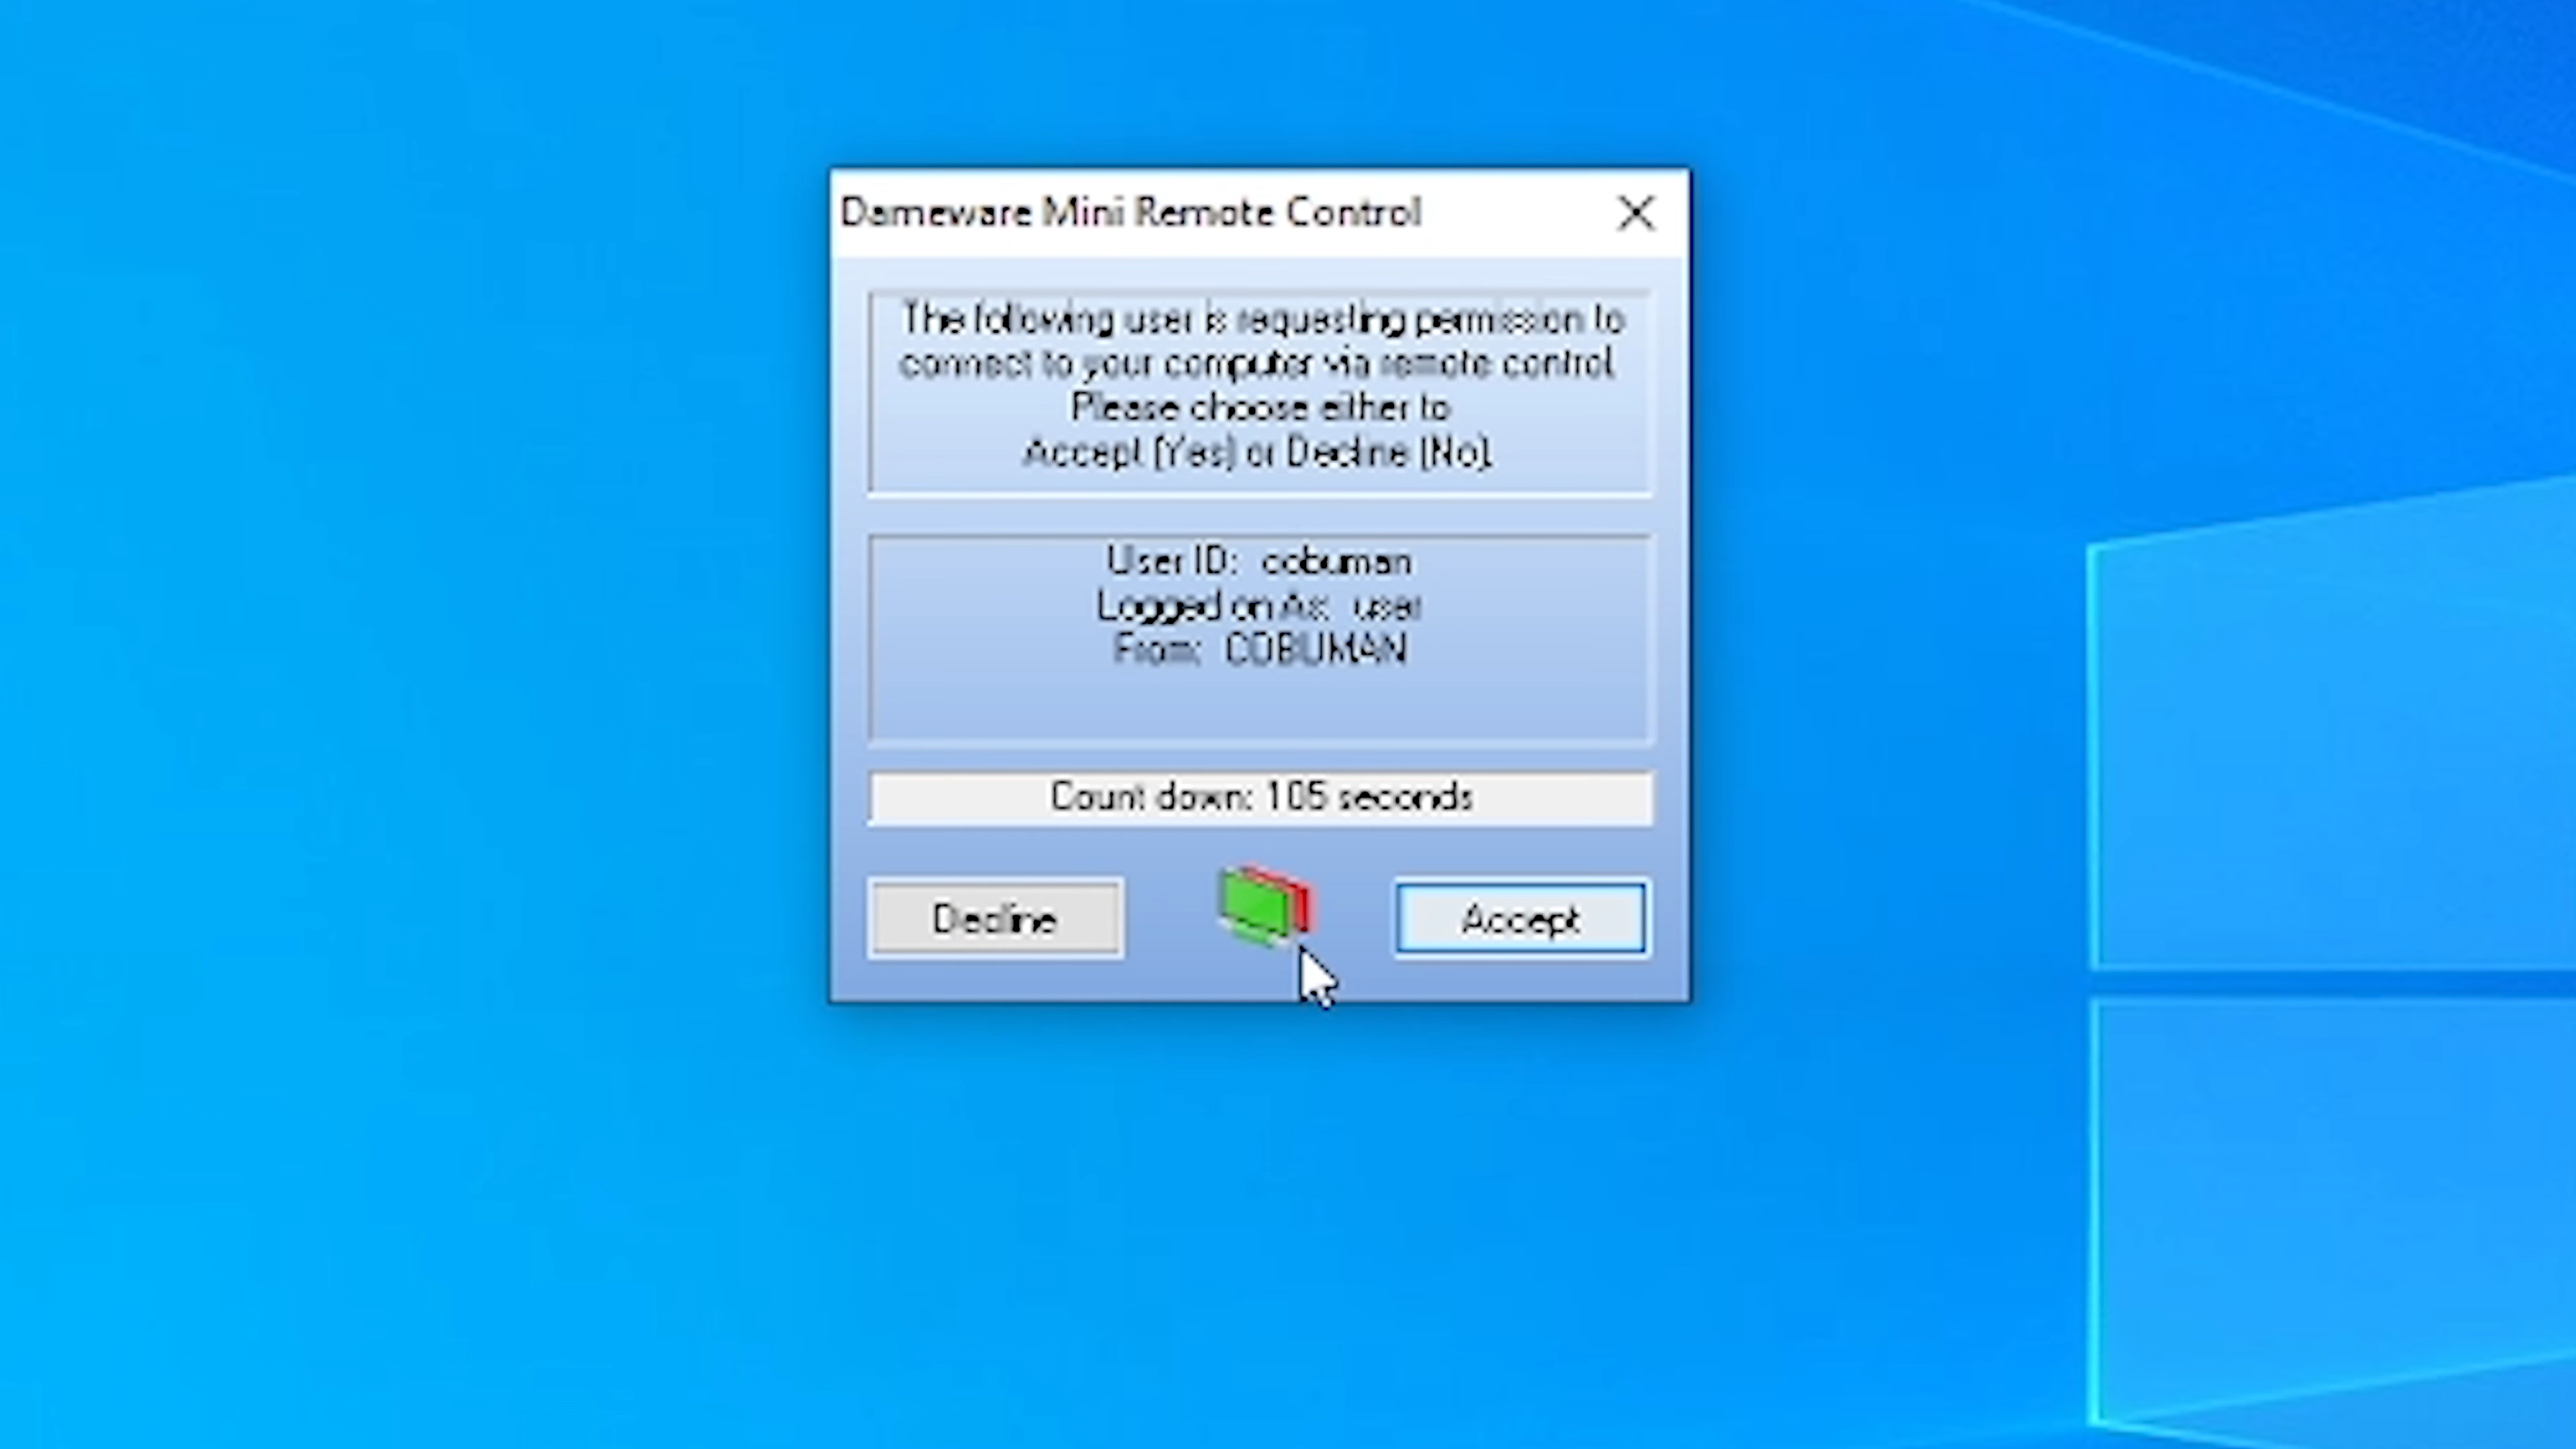 Dameware Mini Remote Control
The following user is requesting permission to
connect to your computer via remote control.
Please choose either to
Accept (Yes) or Decline (No).
User ID: cobuman
Logged on As: user
From: COBUMAN
Count down: 105 seconds
Decline
Accept